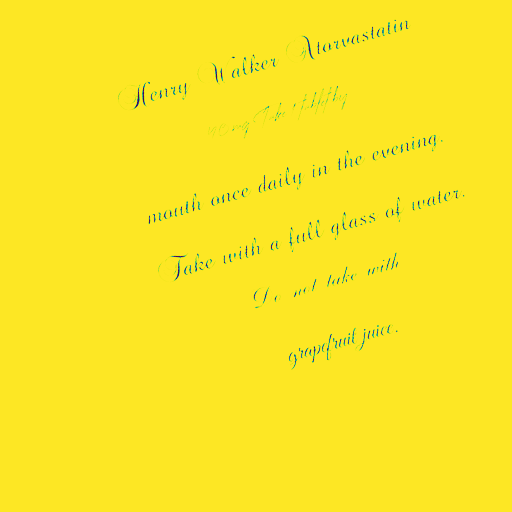 Henry Walker Atorvastatin
mouth once daily in the evening.
Take with a full glass of water.
Do not take with
grapefruit juice.